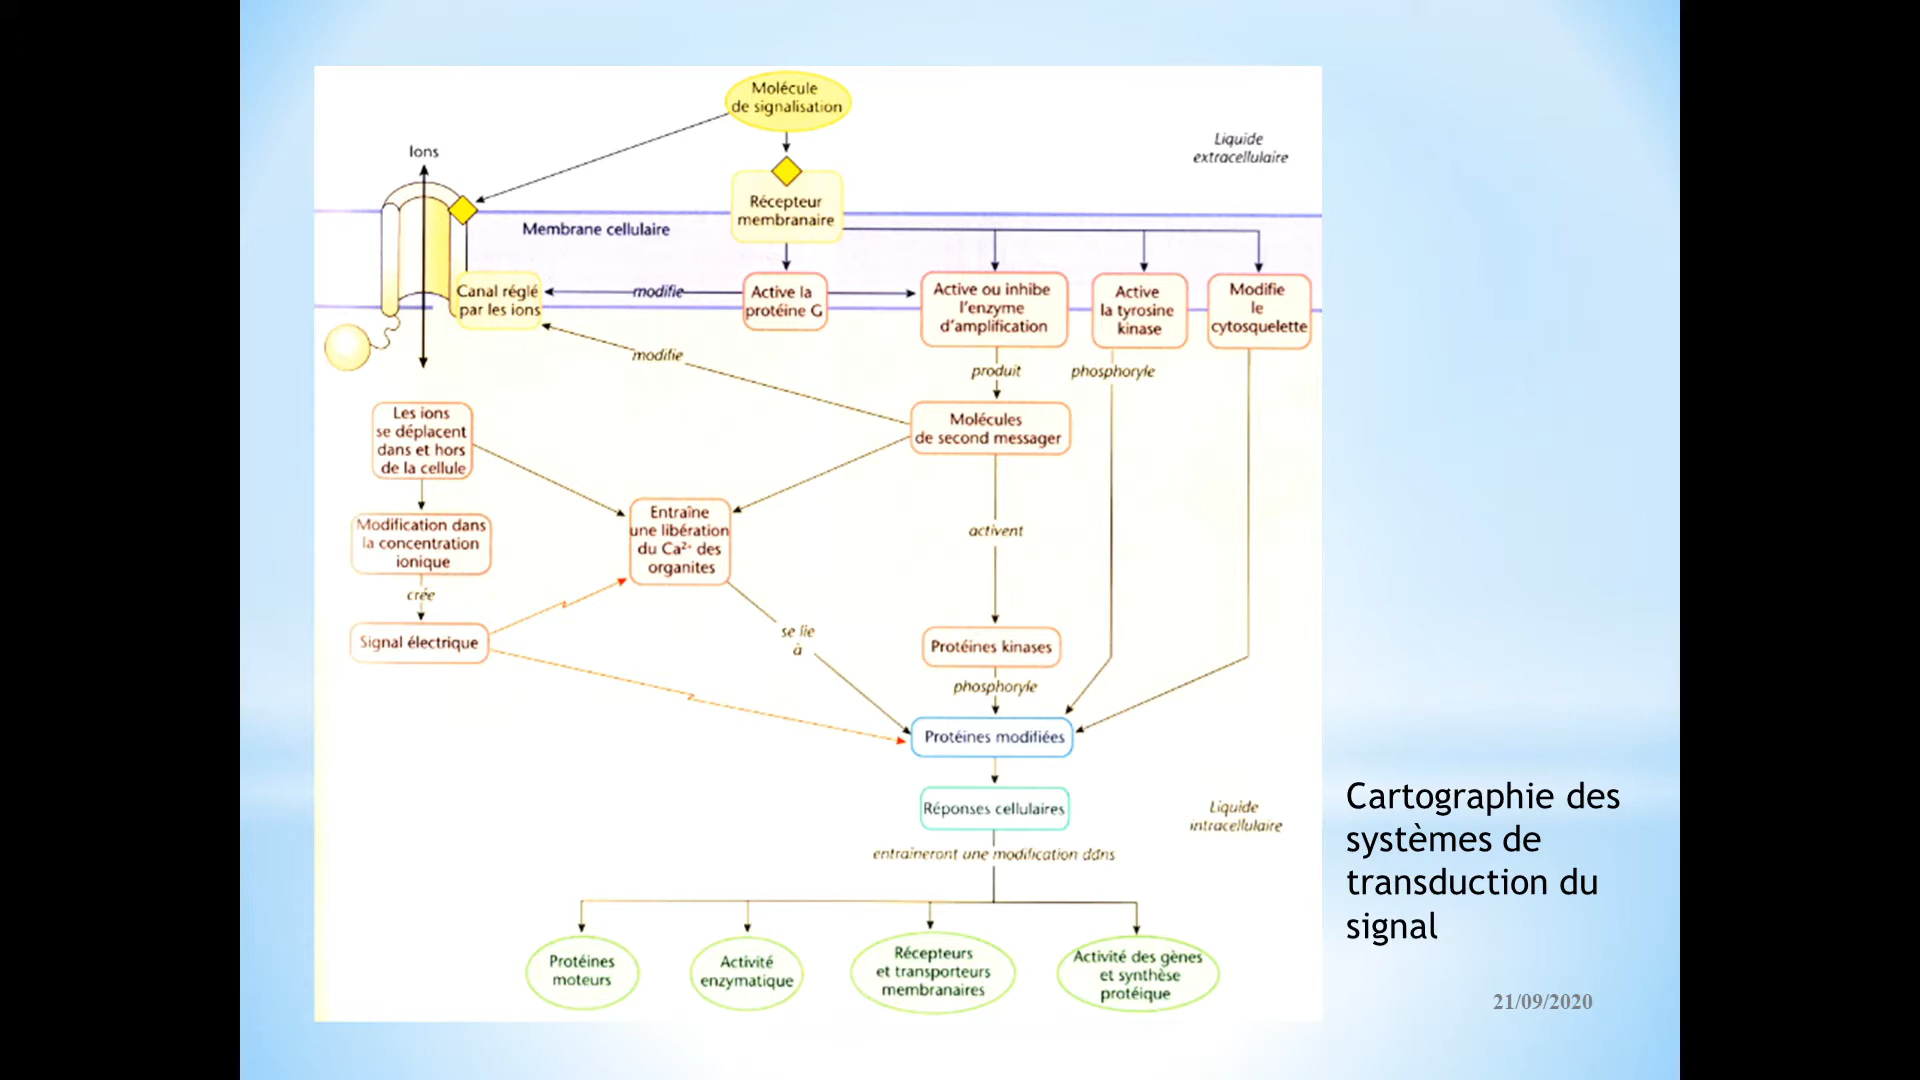 Molécule
de signalisation
Liquide
extracellulaire
Ions
Récepteur
membranaire
Membrane cellulaire
Canal réglé
par les ions
modifie
Active la
protéine G
Active ou inhibe
l'enzyme
d'amplification
Active
la tyrosine
kinase
Modifie
le
cytosquelette
modifie
produit
phosphoryle
Les ions
se déplacent
dans et hors
de la cellule
Molécules
de second messager
Modification dans
la concentration
ionique
Entraîne
une libération
du Ca²⁺ des
organites
activent
crée
Signal électrique
se lie
à
Protéines kinases
phosphoryle
Protéines modifiées
Réponses cellulaires
Liquide
intracellulaire
entraîneront une modification dans
Protéines
moteurs
Activité
enzymatique
Récepteurs
et transporteurs
membranaires
Activité des gènes
et synthèse
protéique
Cartographie des
systèmes de
transduction du
signal
21/09/2020